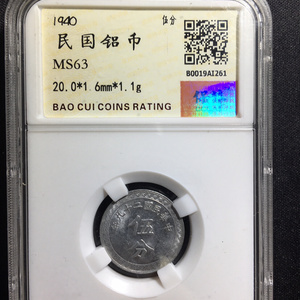 1940 伍分
民国铝币
MS63
20.0*1.6mm*1.1g
B0019AI261
BAO CUI COINS RATING
伍
分